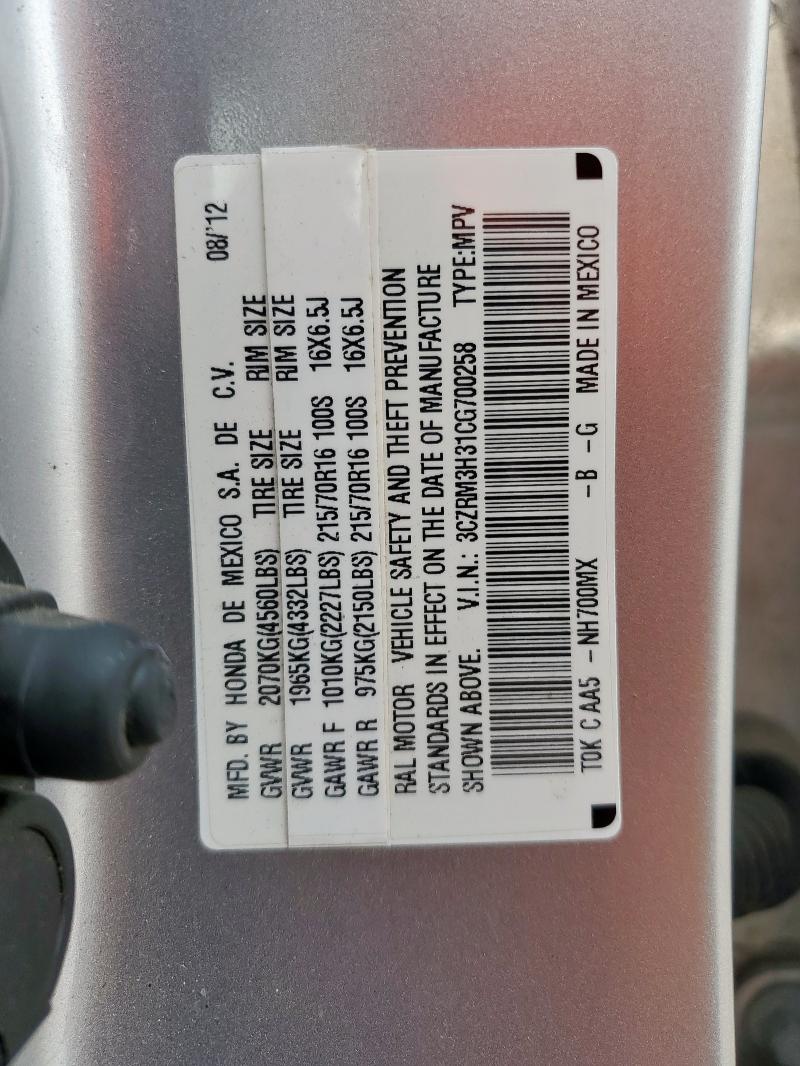 MFD. BY HONDA DE MEXICO S.A. DE C.V. 08/'12
GVWR 2070KG(4560LBS) TIRE SIZE RIM SIZE
GVWR 1965KG(4332LBS) TIRE SIZE RIM SIZE
GAWR F 1010KG(2227LBS) 215/70R16 100S 16X6.5J
GAWR R 975KG(2150LBS) 215/70R16 100S 16X6.5J
RAL MOTOR VEHICLE SAFETY AND THEFT PREVENTION
STANDARDS IN EFFECT ON THE DATE OF MANUFACTURE
SHOWN ABOVE. V.I.N.: 3CZRM3H31CG700258 TYPE:MPV
T0K C AA5 -NH700MX -B -G MADE IN MEXICO